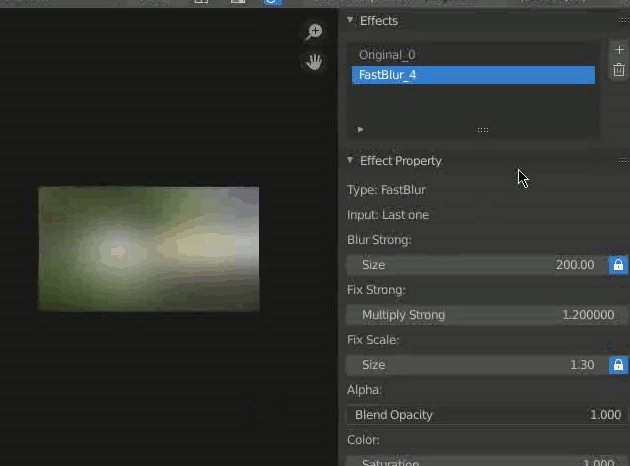 Effects
Original_0
FastBlur_4
Effect Property
Type: FastBlur
Input: Last one
Blur Strong:
Size 200.00
Fix Strong:
Multiply Strong 1.200000
Fix Scale:
Size 1.30
Alpha:
Blend Opacity 1.000
Color:
Saturation 1.000